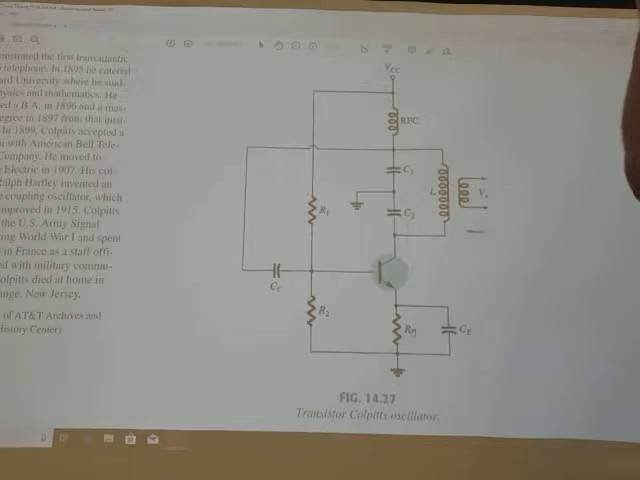 onstrated the first transatlantic
telephone. In 1895 he entered
ard University where he stud-
ysics and mathematics. He
ed a B.A. in 1896 and a mas-
egree in 1897 from that insti-
In 1899, Colpitts accepted a
n with American Bell Tele-
Company. He moved to
Electric in 1907. His col-
Ralph Hartley invented an
e coupling oscillator, which
mproved in 1915. Colpitts
the U.S. Army Signal
ing World War I and spent
in France as a staff offi-
ed with military commu-
olpitts died at home in
ange, New Jersey.
of AT&T Archives and
History Center)
VCC
RFC
C1
L
Vo
R1
C2
CC
R2
RE
CE
FIG. 14.27
Transistor Colpitts oscillator.